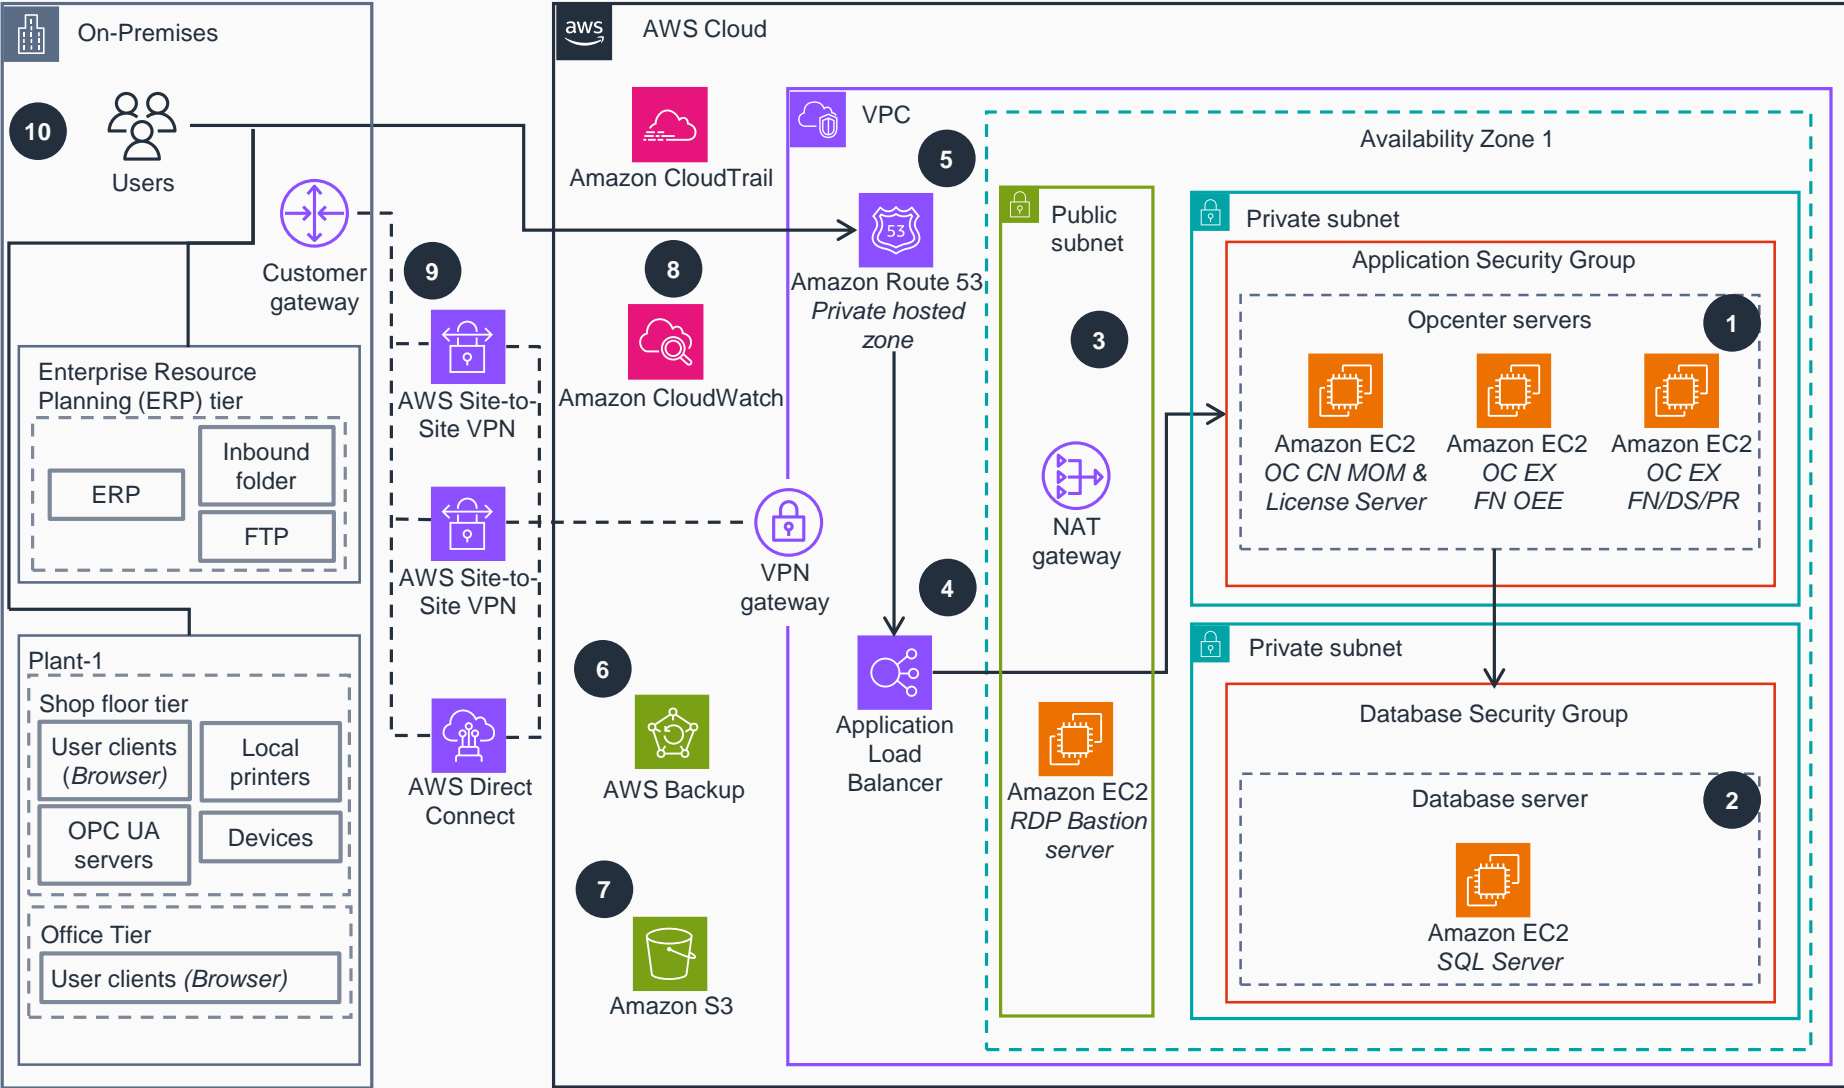 On-Premises
10
Users
Customer
gateway
Enterprise Resource
Planning (ERP) tier
ERP
Inbound
folder
FTP
Plant-1
Shop floor tier
User clients
(Browser)
Local
printers
OPC UA
servers
Devices
Office Tier
User clients (Browser)
9
AWS Site-to-
Site VPN
AWS Site-to-
Site VPN
AWS Direct
Connect
aws
AWS Cloud
Amazon CloudTrail
8
Amazon CloudWatch
6
AWS Backup
7
Amazon S3
VPC
5
53
Amazon Route 53
Private hosted
zone
VPN
gateway
4
Application
Load
Balancer
Availability Zone 1
Public
subnet
3
NAT
gateway
Amazon EC2
RDP Bastion
server
Private subnet
Application Security Group
Opcenter servers
1
Amazon EC2
OC CN MOM &
License Server
Amazon EC2
OC EX
FN OEE
Amazon EC2
OC EX
FN/DS/PR
Private subnet
Database Security Group
Database server
2
Amazon EC2
SQL Server